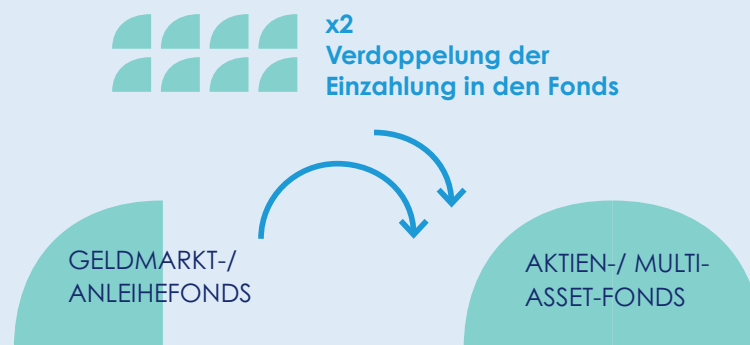 x2
Verdoppelung der
Einzahlung in den Fonds
GELDMARKT-/
ANLEIHEFONDS
AKTIEN-/ MULTI-
ASSET-FONDS